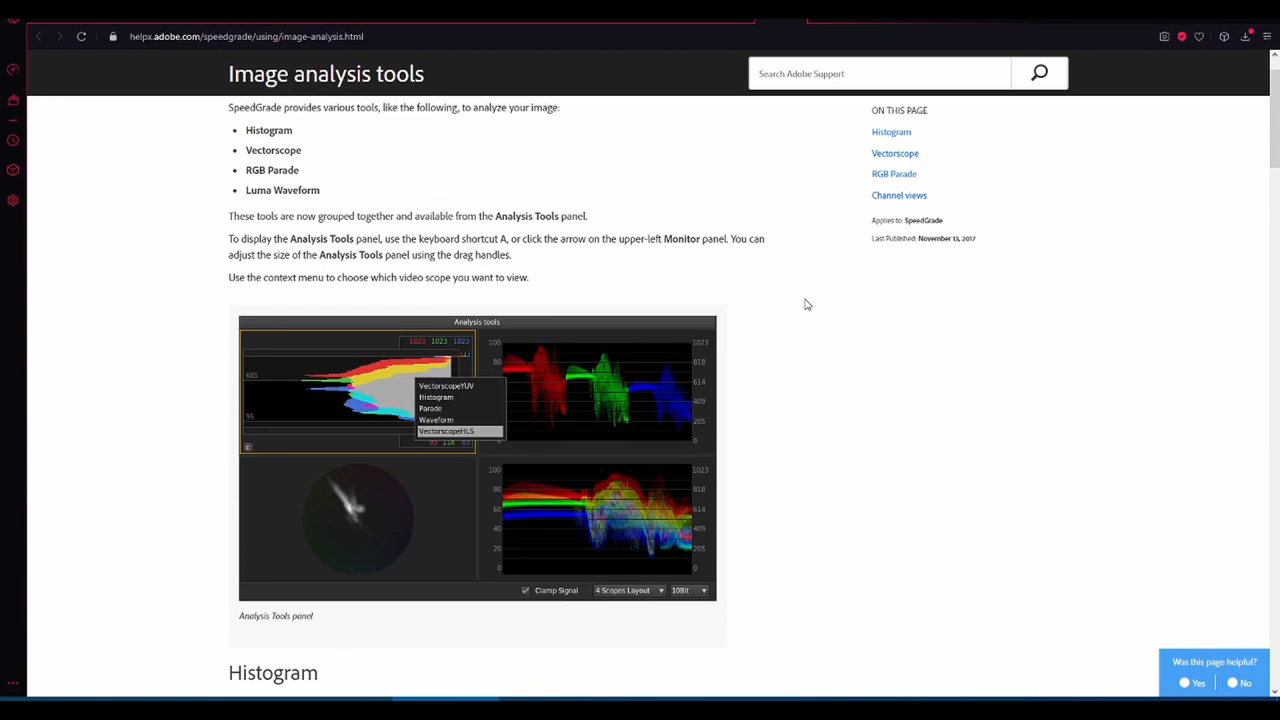 helpx.adobe.com/speedgrade/using/image-analysis.html
Image analysis tools
Search Adobe Support
SpeedGrade provides various tools, like the following, to analyze your image:
• Histogram
• Vectorscope
• RGB Parade
• Luma Waveform
These tools are now grouped together and available from the Analysis Tools panel.
To display the Analysis Tools panel, use the keyboard shortcut A, or click the arrow on the upper-left Monitor panel. You can
adjust the size of the Analysis Tools panel using the drag handles.
Use the context menu to choose which video scope you want to view.
ON THIS PAGE
Histogram
Vectorscope
RGB Parade
Channel views
Applies to: SpeedGrade
Last Published: November 13, 2017
Analysis tools
1023 1023 1023
685
95
VectorscopeYUV
Histogram
Parade
Waveform
VectorscopeHLS
C
100 1023
80 818
614
409
205
0
100 1023
80 818
60 614
40 409
20 205
0 0
Clamp Signal 4 Scopes Layout 10Bit
Analysis Tools panel
Histogram
Was this page helpful?
Yes No